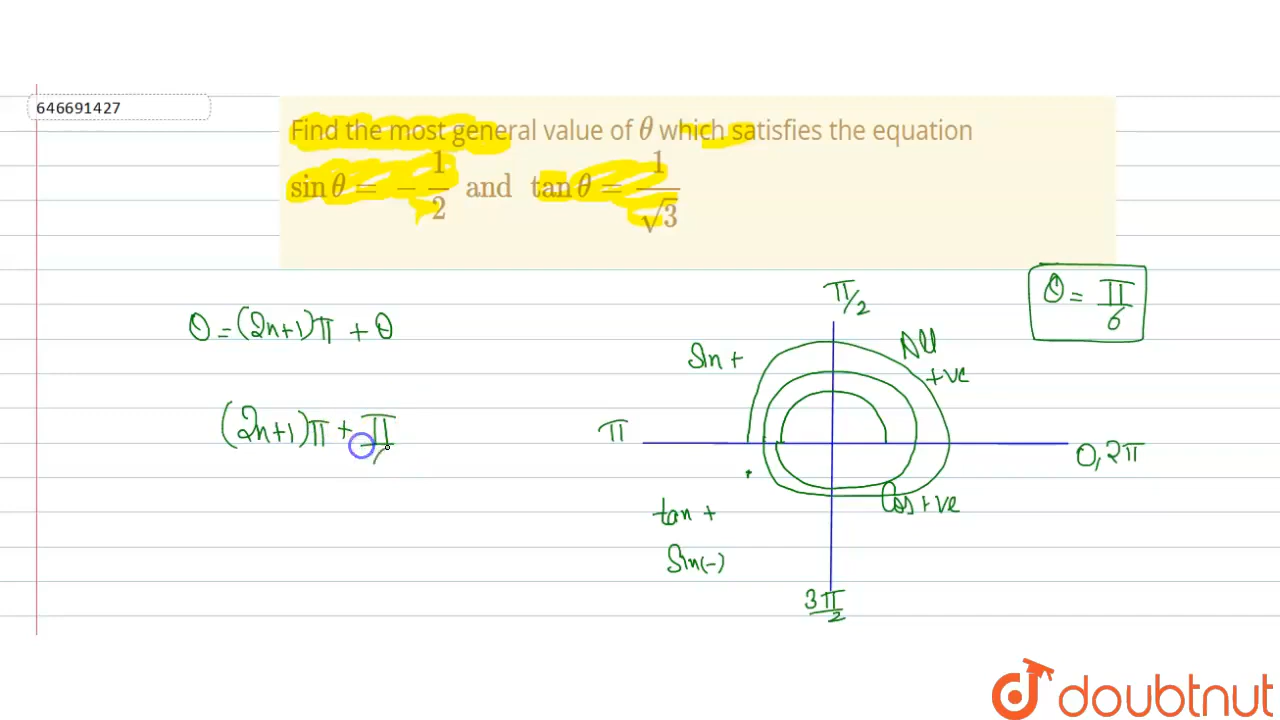 646691427
Find the most general value of θ which satisfies the equation
sin θ = -1/2 and tan θ = 1/√3
θ = π/6
π/2
θ = (2n+1)π + θ
Sin +
All
+ve
(2n+1)π + π
π
0, 2π
tan +
Cos +ve
Sin(-)
3π/2
doubtnut